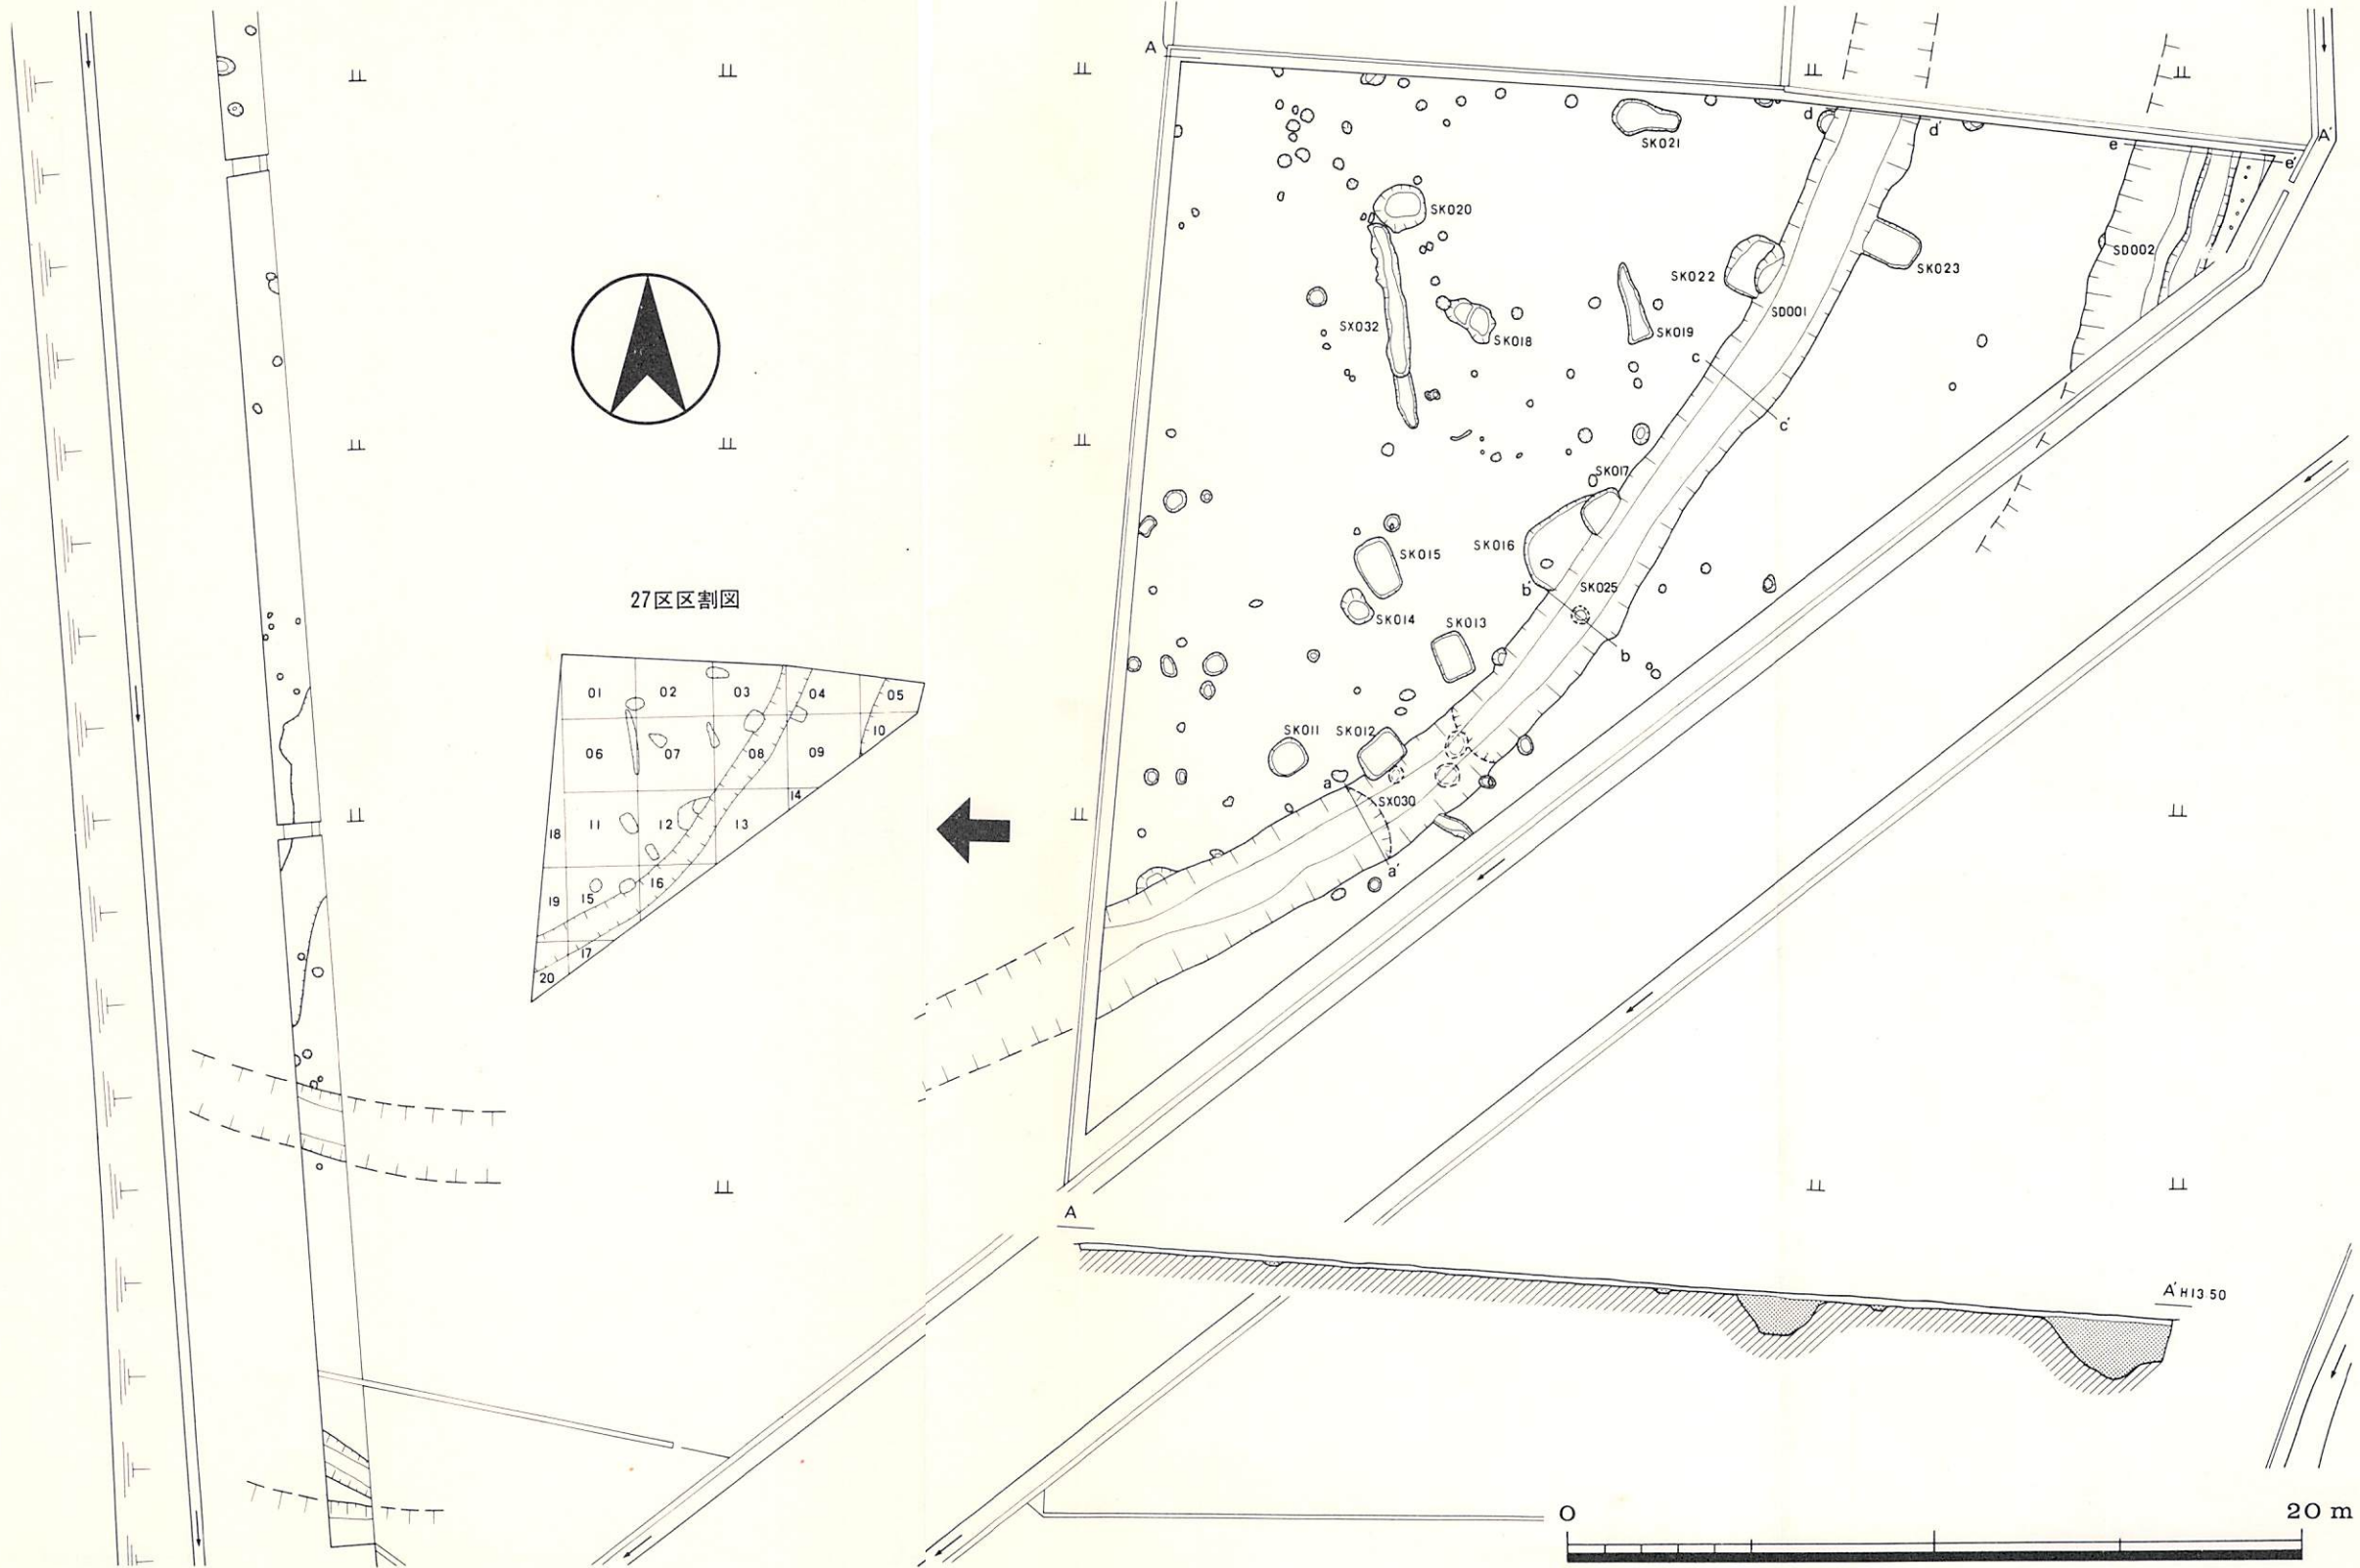 A
A'
d
d'
e
e'
SK021
SK020
SK022
SK023
SD002
SX032
SK018
SK019
SD001
c
c'
SK017
SK016
SK015
b'
SK025
SK014
SK013
b
SK011
SK012
a
SX030
a'
27区区割図
01
02
03
04
05
06
07
08
09
10
11
12
13
14
18
19
15
16
17
20
A
A' H13 50
0
20 m